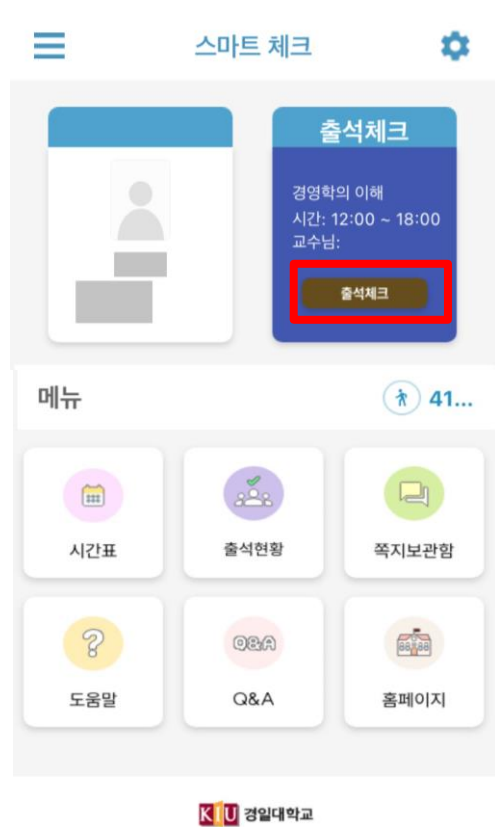 스마트 체크
출석체크
경영학의 이해
시간: 12:00 ~ 18:00
교수님:
출석체크
메뉴
41...
시간표
출석현황
쪽지보관함
Q&A
도움말
Q&A
홈페이지
KIU 경일대학교